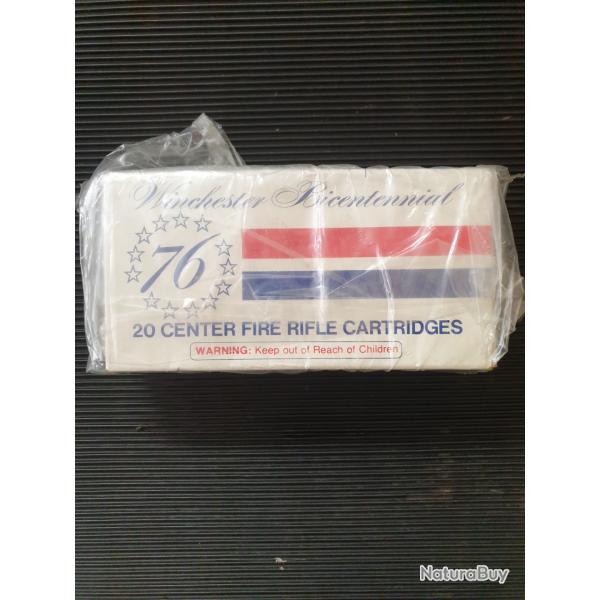 Winchester Bicentennial
76
20 CENTER FIRE RIFLE CARTRIDGES
WARNING: Keep out of Reach of Children
NaturaBuy